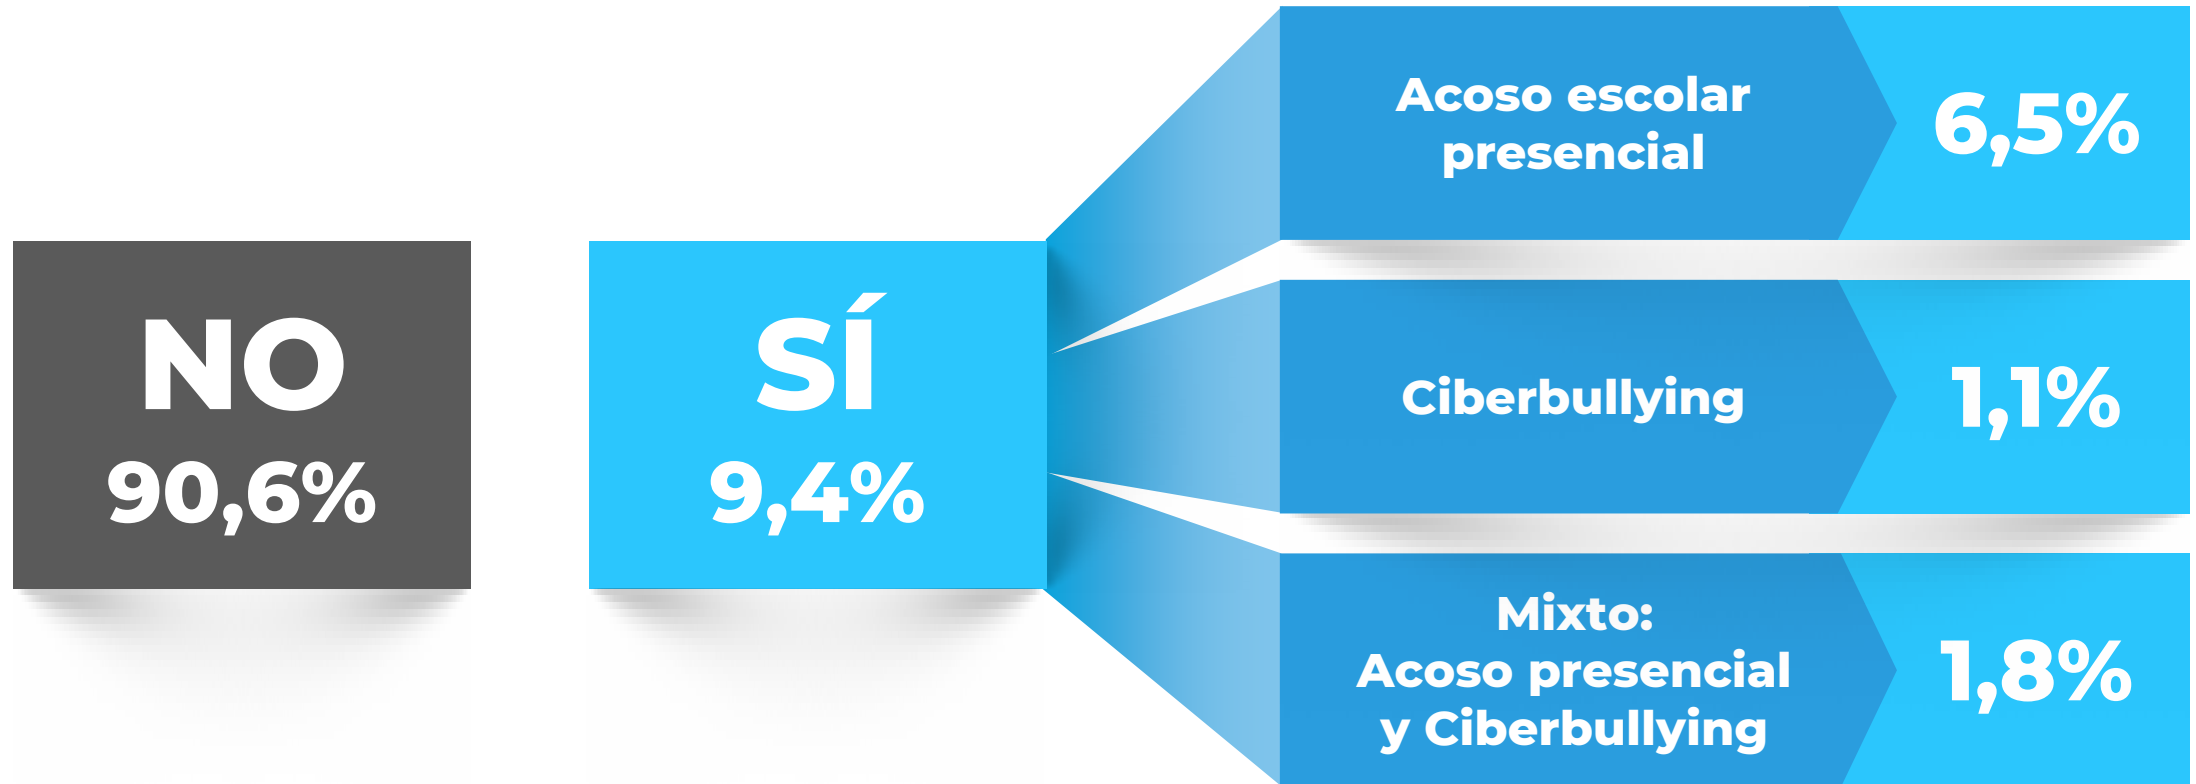 NO
90,6%
SÍ
9,4%
Acoso escolar
presencial
6,5%
Ciberbullying
1,1%
Mixto:
Acoso presencial
y Ciberbullying
1,8%